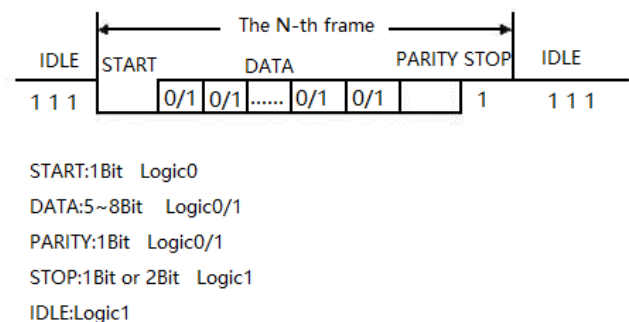 The N-th frame
IDLE START DATA PARITY STOP IDLE
1 1 1 0/1 0/1 ...... 0/1 0/1 1 1 1 1
START:1Bit Logic0
DATA:5~8Bit Logic0/1
PARITY:1Bit Logic0/1
STOP:1Bit or 2Bit Logic1
IDLE:Logic1